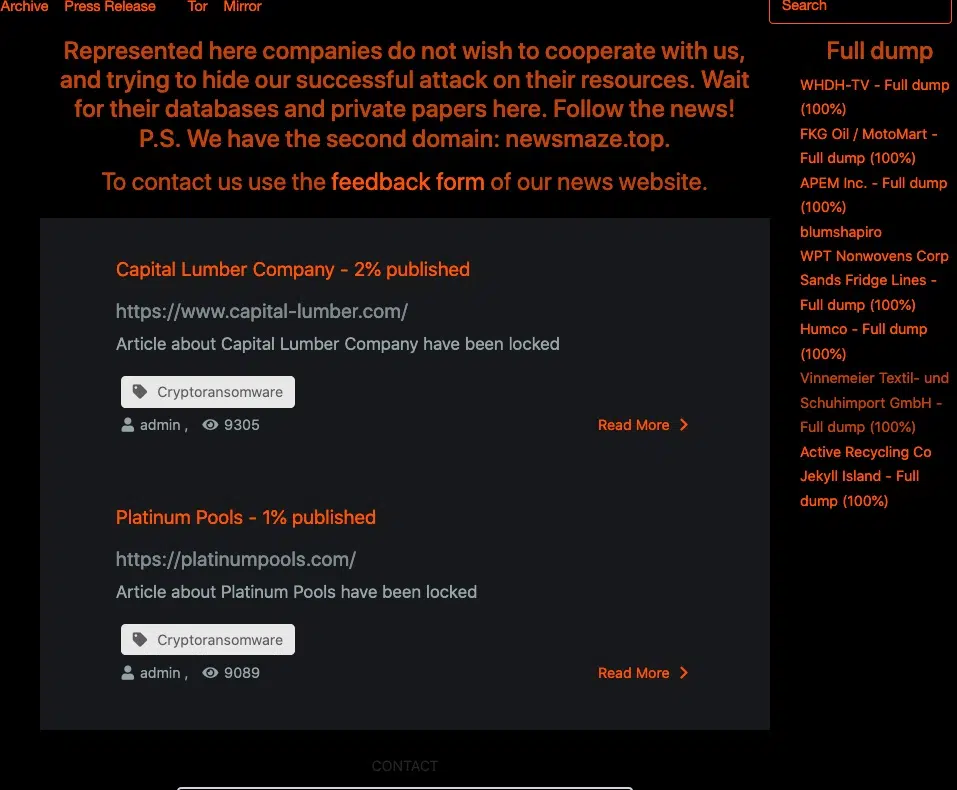 Archive Press Release Tor Mirror
Search
Represented here companies do not wish to cooperate with us,
and trying to hide our successful attack on their resources. Wait
for their databases and private papers here. Follow the news!
P.S. We have the second domain: newsmaze.top.
To contact us use the feedback form of our news website.
Capital Lumber Company - 2% published
https://www.capital-lumber.com/
Article about Capital Lumber Company have been locked
Cryptoransomware
admin , 9305
Read More
Platinum Pools - 1% published
https://platinumpools.com/
Article about Platinum Pools have been locked
Cryptoransomware
admin , 9089
Read More
CONTACT
Full dump
WHDH-TV - Full dump
(100%)
FKG Oil / MotoMart -
Full dump (100%)
APEM Inc. - Full dump
(100%)
blumshapiro
WPT Nonwovens Corp
Sands Fridge Lines -
Full dump (100%)
Humco - Full dump
(100%)
Vinnemeier Textil- und
Schuhimport GmbH -
Full dump (100%)
Active Recycling Co
Jekyll Island - Full
dump (100%)